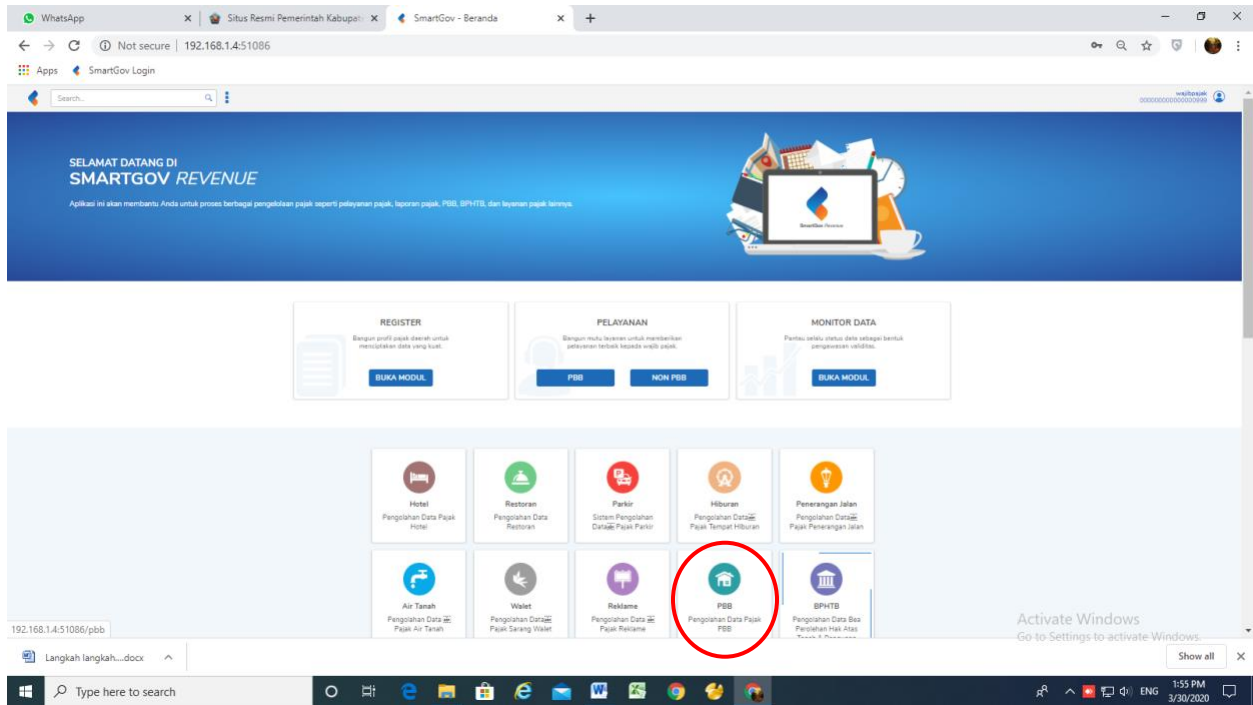 WhatsApp
Situs Resmi Pemerintah Kabupat
SmartGov - Beranda
Not secure | 192.168.1.4:51086
Apps
SmartGov Login
Search..
wajibpajak
SELAMAT DATANG DI
SMARTGOV REVENUE
Aplikasi ini akan membantu Anda untuk proses berbagai pengelolaan pajak seperti pelayanan pajak, laporan pajak, PBB, BPHTB, dan layanan pajak lainnya.
SmartGov Revenue
REGISTER
Bangun profil pajak daerah untuk
menciptakan data yang kuat.
BUKA MODUL
PELAYANAN
Bangun mutu layanan untuk memberikan
pelayanan terbaik kepada wajib pajak.
PBB
NON PBB
MONITOR DATA
Pantau selalu status data sebagai bentuk
pengawasan validitas.
BUKA MODUL
Hotel
Pengolahan Data Pajak
Hotel
Restoran
Pengolahan Data
Restoran
Parkir
Sistem Pengolahan
Data Pajak Parkir
Hiburan
Pengolahan Data
Pajak Tempat Hiburan
Penerangan Jalan
Pengolahan Data
Pajak Penerangan Jalan
Air Tanah
Pengolahan Data
Pajak Air Tanah
Walet
Pengolahan Data
Pajak Sarang Walet
Reklame
Pengolahan Data
Pajak Reklame
PBB
Pengolahan Data Pajak
PBB
BPHTB
Pengolahan Data Bea
Perolehan Hak Atas
192.168.1.4:51086/pbb
Activate Windows
Go to Settings to activate Windows.
Langkah langkah....docx
Show all
Type here to search
ENG
1:55 PM
3/30/2020